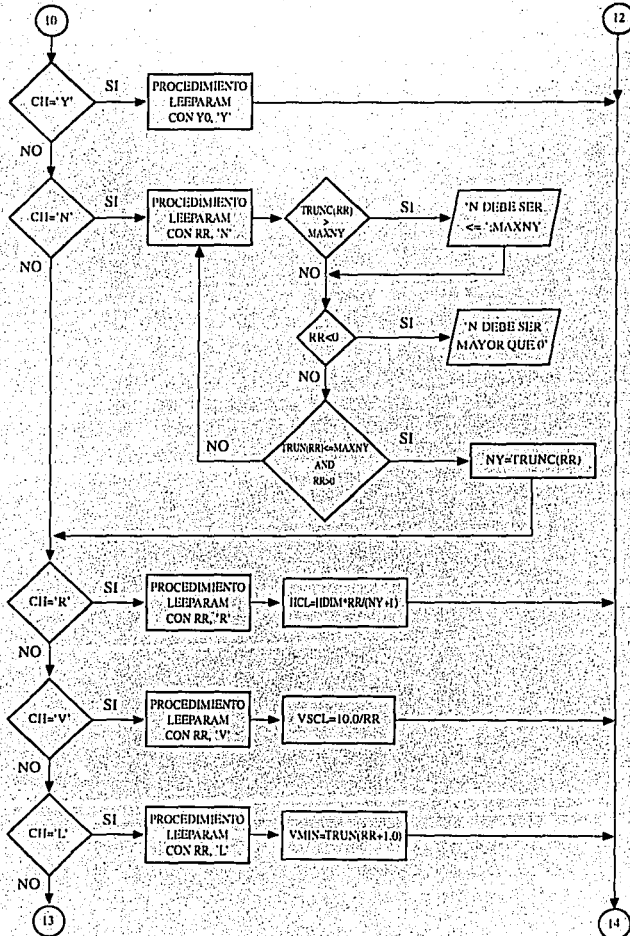 10
12
CH='Y'
SI
PROCEDIMIENTO
LEEPARAM
CON Y0, 'Y'
NO
CH='N'
SI
PROCEDIMIENTO
LEEPARAM
CON RR, 'N'
TRUNC(RR)
>
MAXNY
SI
'N DEBE SER
<= ';MAXNY
NO
NO
RR<0
SI
'N DEBE SER
MAYOR QUE 0'
NO
TRUN(RR)<=MAXNY
AND
RR>0
NO
SI
NY=TRUNC(RR)
CH='R'
SI
PROCEDIMIENTO
LEEPARAM
CON RR, 'R'
HCL=HDIM*RR/(NY+1)
NO
CH='V'
SI
PROCEDIMIENTO
LEEPARAM
CON RR, 'V'
VSCL=10.0/RR
NO
CH='L'
SI
PROCEDIMIENTO
LEEPARAM
CON RR, 'L'
VMIN=TRUN(RR+1.0)
NO
13
14